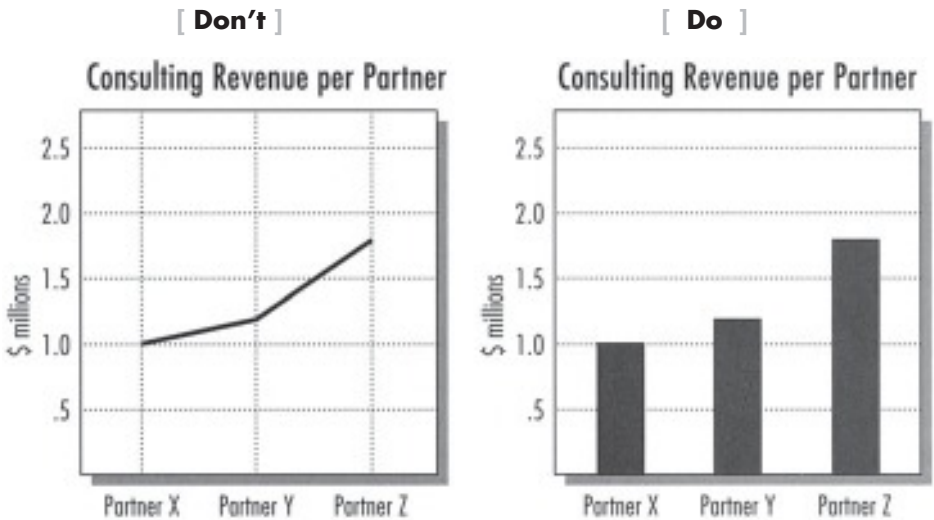 [ Don't ]
[ Do ]
Consulting Revenue per Partner
2.5
2.0
1.5
1.0
.5
$ millions
Partner X Partner Y Partner Z
Consulting Revenue per Partner
2.5
2.0
1.5
1.0
.5
$ millions
Partner X Partner Y Partner Z